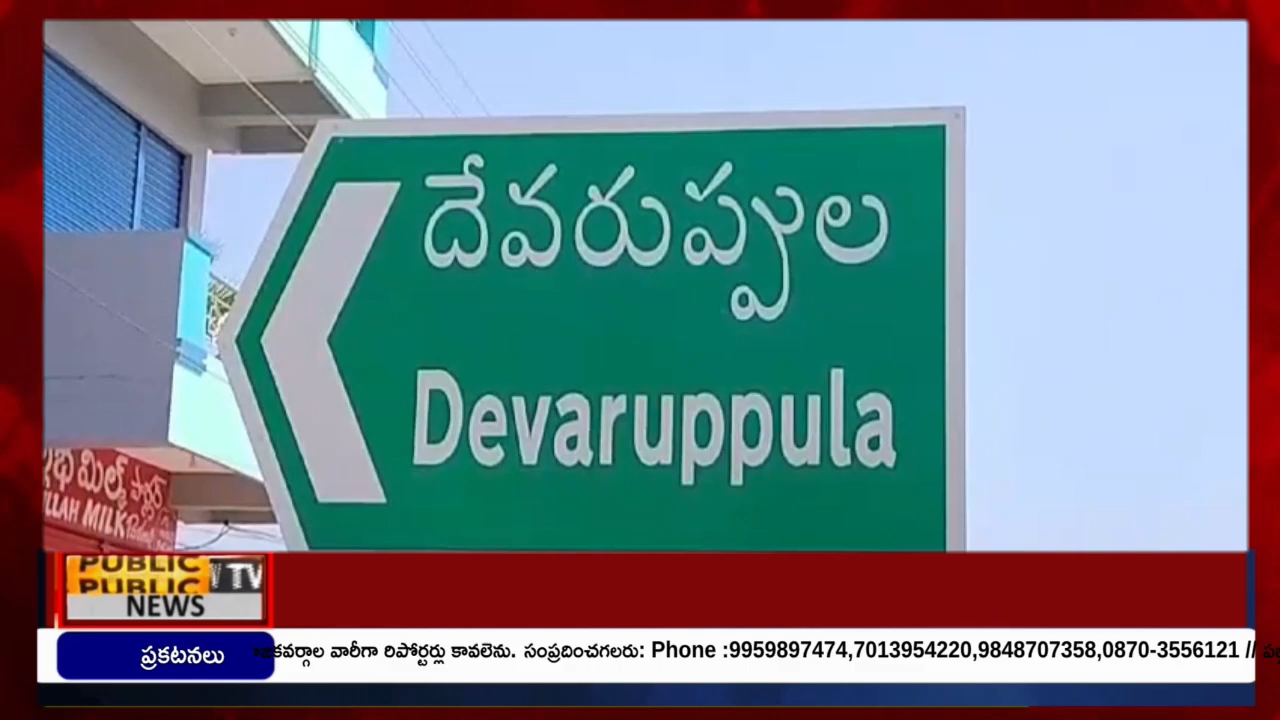 దేవరుప్పుల
Devaruppula
మిల్క్
MILK
PUBLIC TV
PUBLIC
NEWS
ప్రకటనలు
వారీగా రిపోర్టర్లు కావలెను. సంప్రదించగలరు: Phone :9959897474,7013954220,9848707358,0870-3556121 //